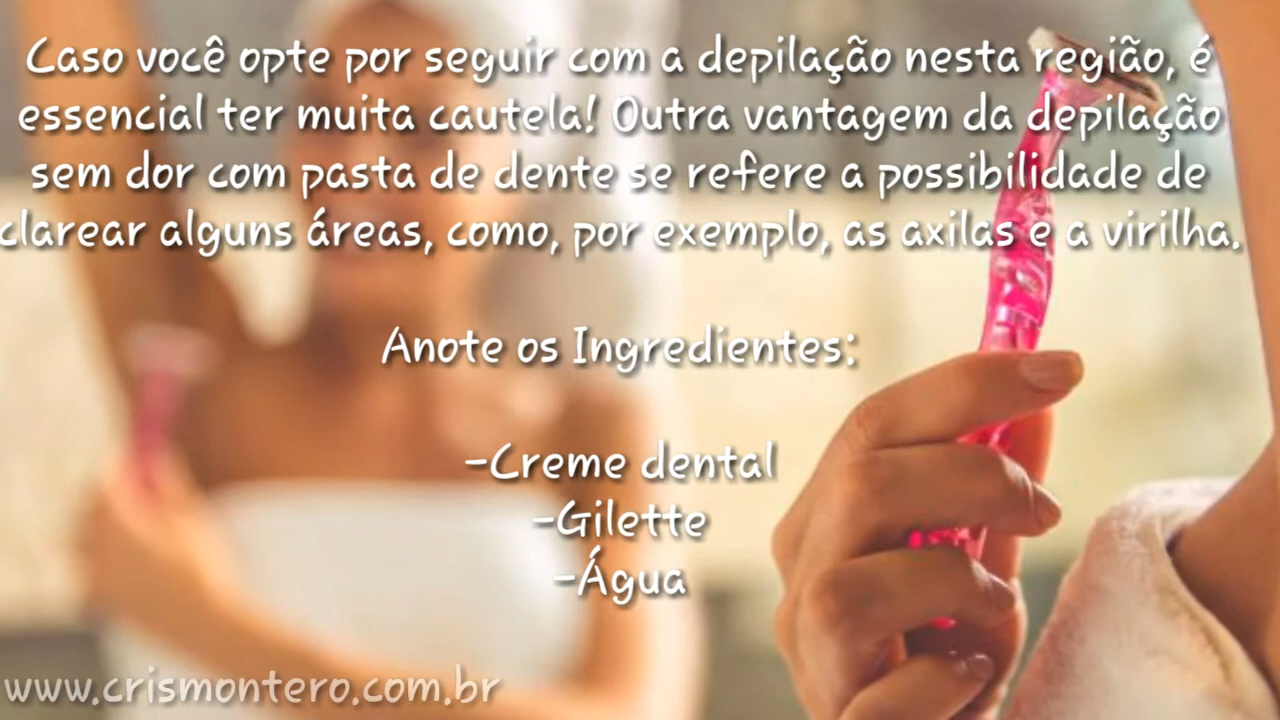 Caso você opte por seguir com a depilação nesta região, é
essencial ter muita cautela! Outra vantagem da depilação
sem dor com pasta de dente se refere a possibilidade de
clarear alguns áreas, como, por exemplo, as axilas e a virilha.
Anote os Ingredientes:
-Creme dental
-Gilette
-Água
www.crismontero.com.br